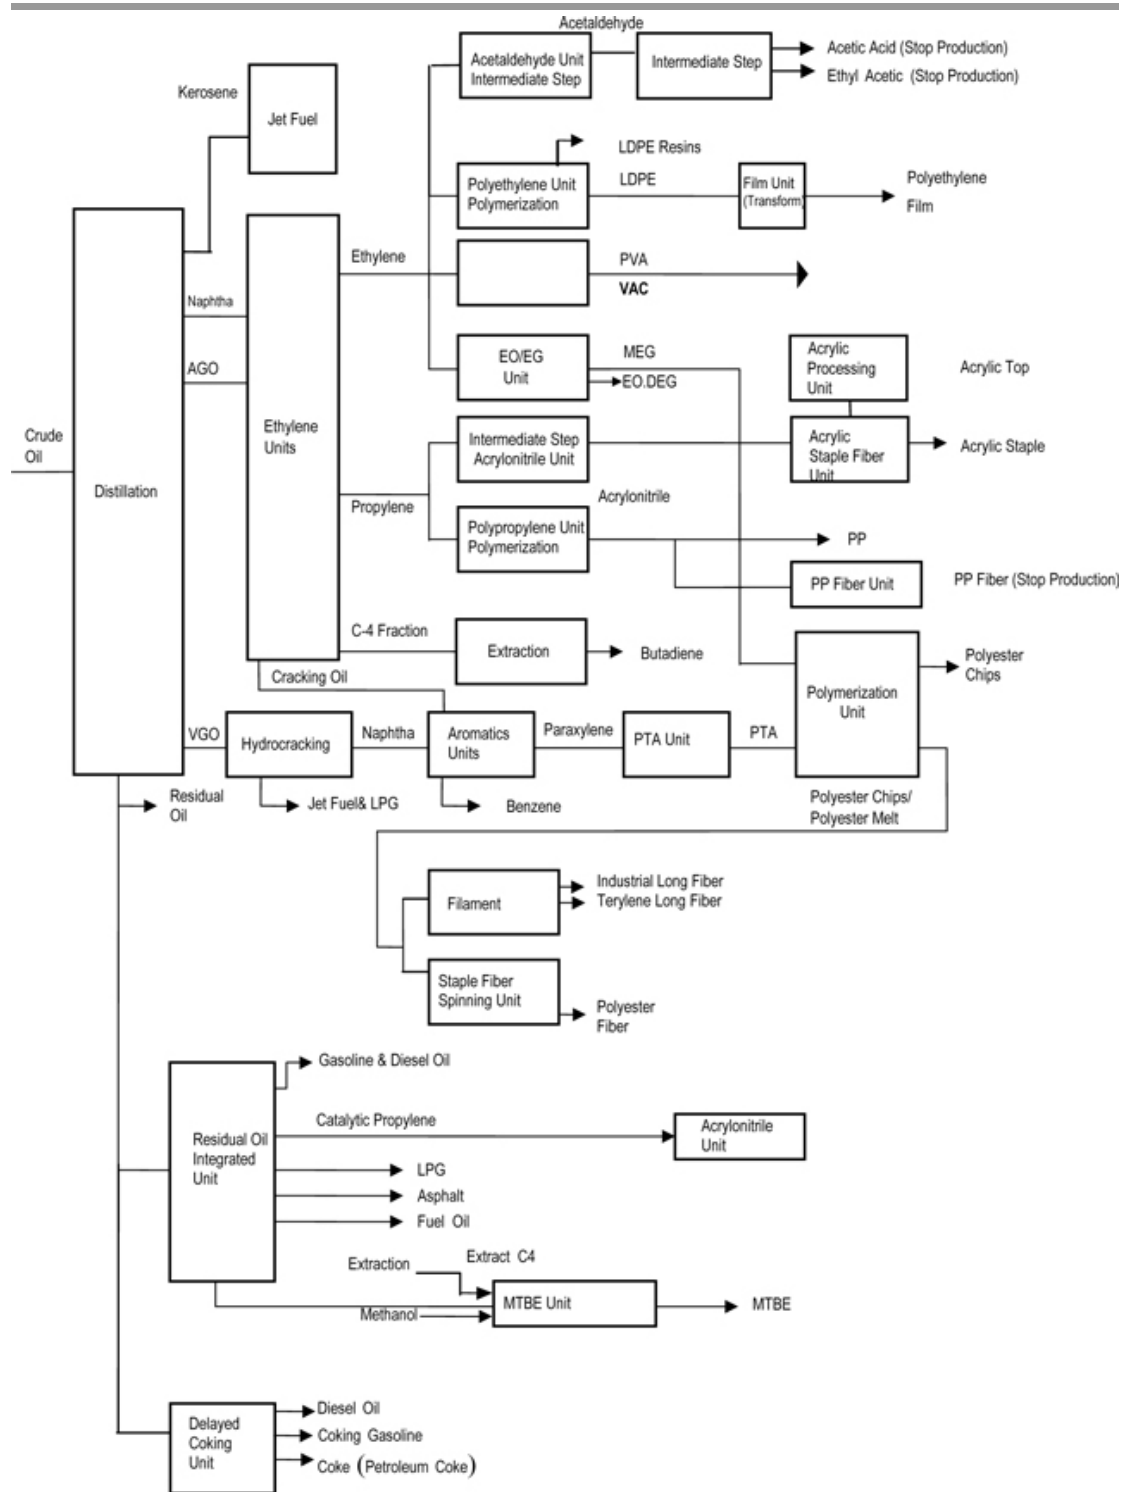 Acetaldehyde
Acetaldehyde Unit
Intermediate Step
Intermediate Step
Acetic Acid (Stop Production)
Ethyl Acetic (Stop Production)
Kerosene
Jet Fuel
LDPE Resins
Polyethylene Unit
Polymerization
LDPE
Film Unit
(Transform)
Polyethylene
Film
Ethylene
PVA
VAC
Naphtha
AGO
EO/EG
Unit
MEG
EO.DEG
Acrylic
Processing
Unit
Acrylic Top
Crude
Oil
Distillation
Ethylene
Units
Intermediate Step
Acrylonitrile Unit
Acrylic
Staple Fiber
Unit
Acrylic Staple
Propylene
Acrylonitrile
Polypropylene Unit
Polymerization
PP
PP Fiber Unit
PP Fiber (Stop Production)
C-4 Fraction
Extraction
Butadiene
Cracking Oil
Polymerization
Unit
Polyester
Chips
VGO
Hydrocracking
Naphtha
Aromatics
Units
Paraxylene
PTA Unit
PTA
Residual
Oil
Jet Fuel& LPG
Benzene
Polyester Chips/
Polyester Melt
Filament
Industrial Long Fiber
Terylene Long Fiber
Staple Fiber
Spinning Unit
Polyester
Fiber
Gasoline & Diesel Oil
Residual Oil
Integrated
Unit
Catalytic Propylene
Acrylonitrile
Unit
LPG
Asphalt
Fuel Oil
Extraction
Extract C4
Methanol
MTBE Unit
MTBE
Delayed
Coking
Unit
Diesel Oil
Coking Gasoline
Coke (Petroleum Coke)